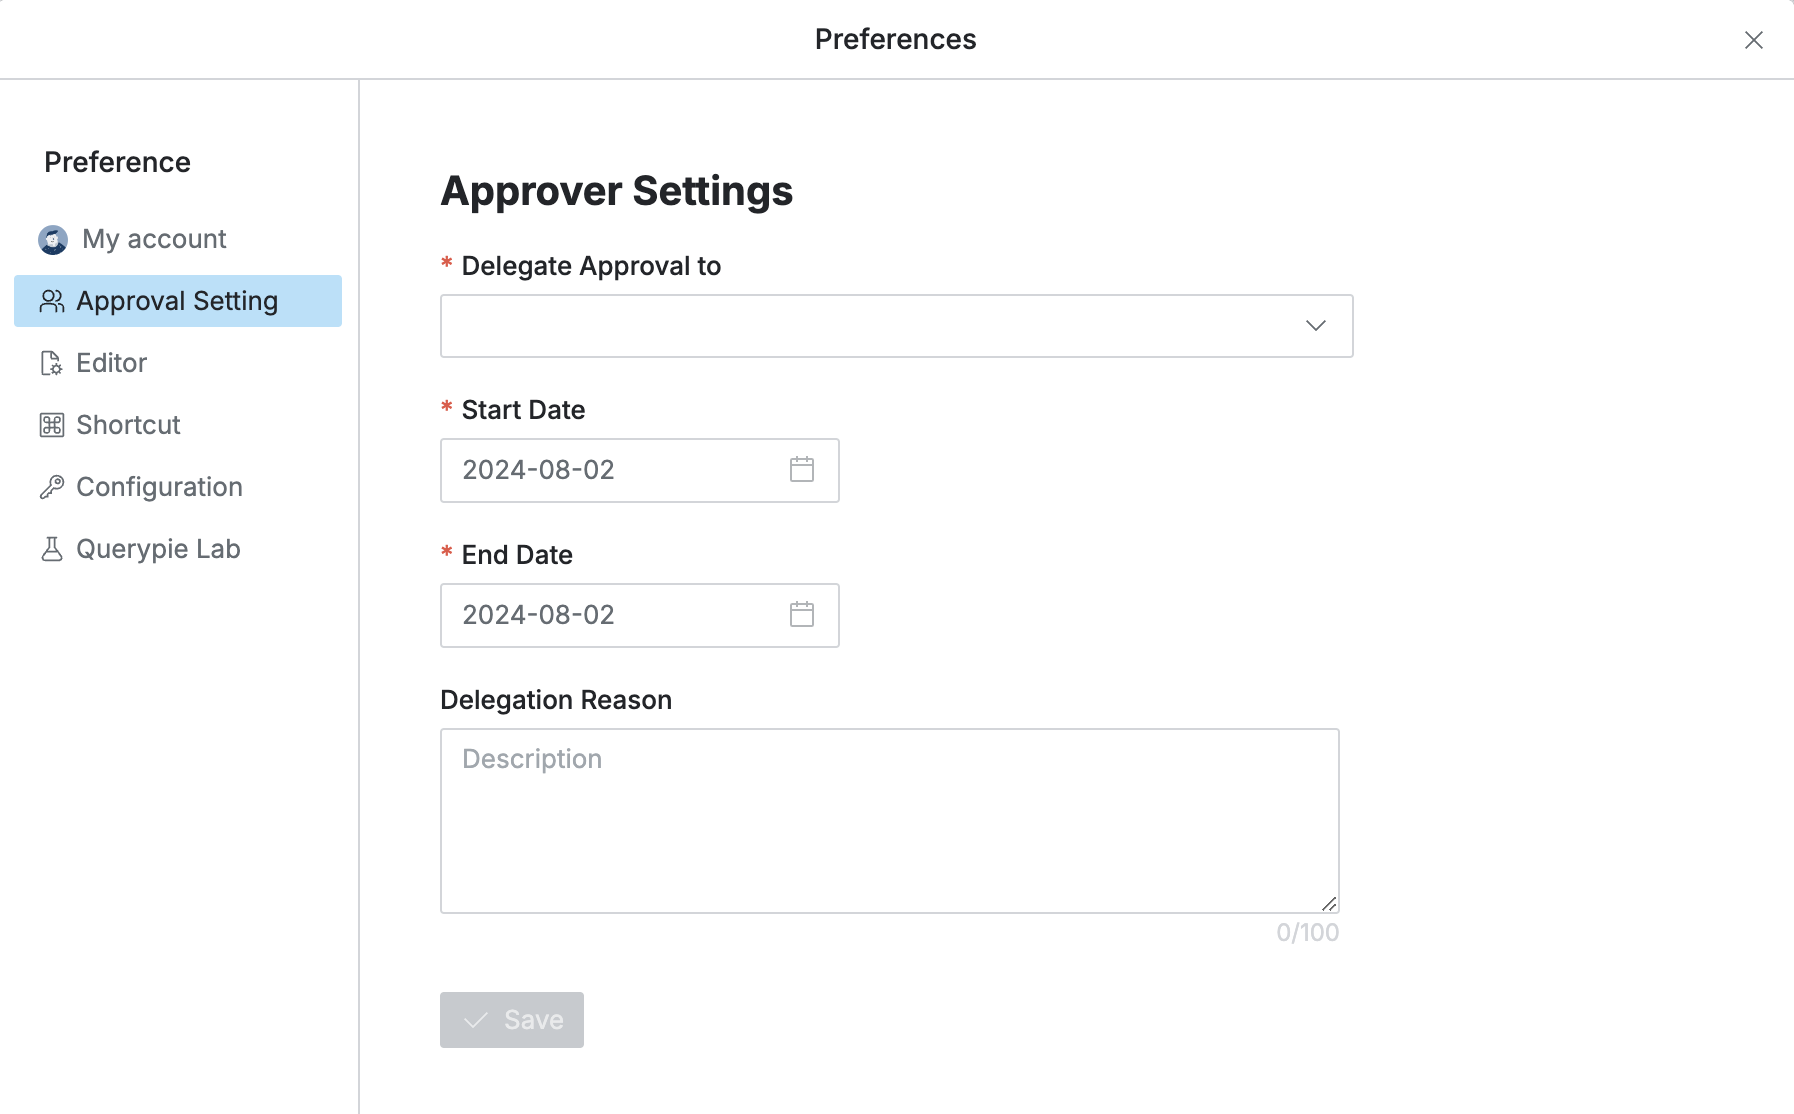 Preferences
Preference
My account
Approval Setting
Editor
Shortcut
Configuration
Querypie Lab
Approver Settings
* Delegate Approval to
* Start Date
2024-08-02
* End Date
2024-08-02
Delegation Reason
Description
0/100
Save